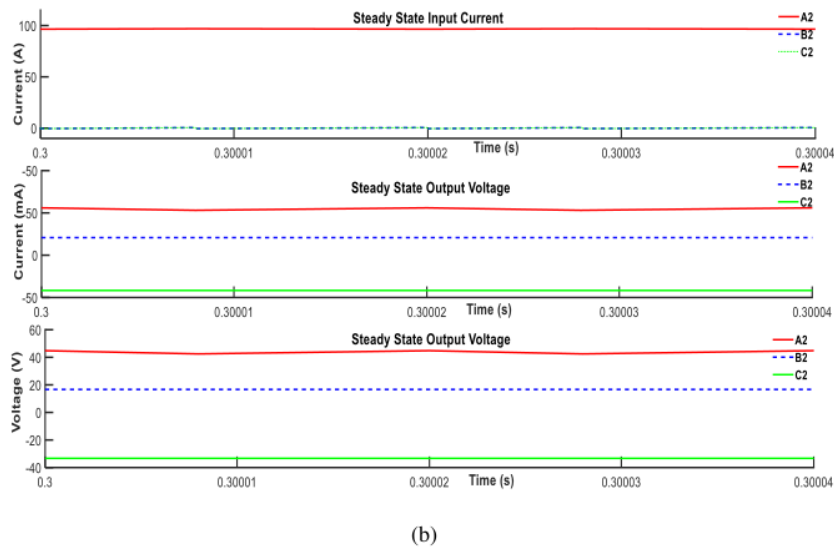 Steady State Input Current
A2
B2
C2
100
50
0
Current (A)
0.3
0.30001
0.30002
0.30003
0.30004
Time (s)
Steady State Output Voltage
A2
B2
C2
-50
50
0
-50
Current (mA)
0.3
0.30001
0.30002
0.30003
0.30004
Time (s)
Steady State Output Voltage
A2
B2
C2
60
40
20
0
-20
-40
Voltage (V)
0.3
0.30001
0.30002
0.30003
0.30004
Time (s)
(b)